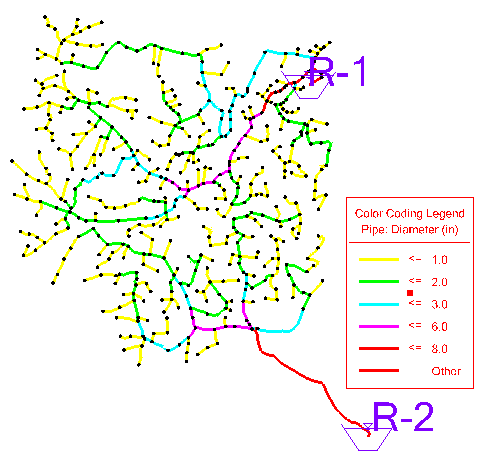 R-1
Color Coding Legend
Pipe: Diameter (in)
<= 1.0
<= 2.0
<= 3.0
<= 6.0
<= 8.0
Other
R-2